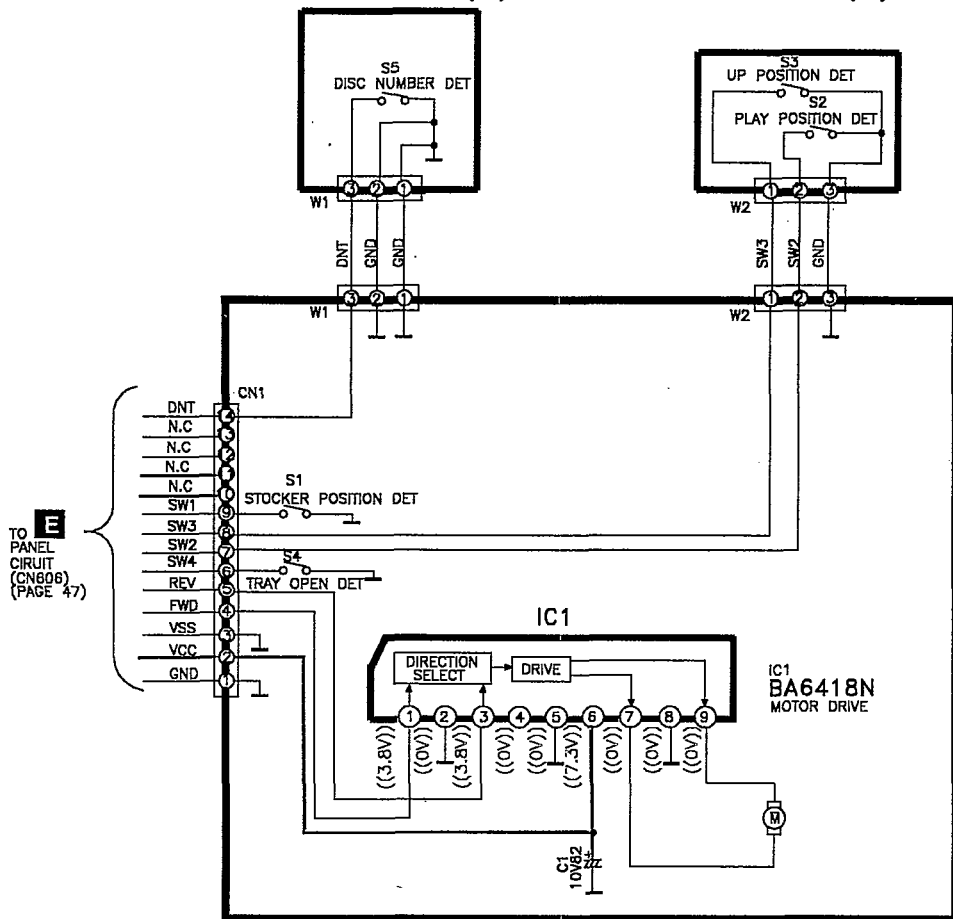 S5
DISC NUMBER DET
3 2 1
W1
DNT GND GND
3 2 1
W1
S3
UP POSITION DET
S2
PLAY POSITION DET
1 2 3
W2
SW3 SW2 GND
1 2 3
W2
CN1
DNT
N.C
N.C
N.C
N.C
SW1 9
SW3 8
SW2 7
SW4 6
REV 5
FWD 4
VSS 3
VCC 2
GND 1
TO E
PANEL
CIRUIT
(CN606)
(PAGE 47)
S1
STOCKER POSITION DET
S4
TRAY OPEN DET
IC1
DIRECTION
SELECT
DRIVE
1 2 3 4 5 6 7 8 9
((3.8V)) ((0V)) ((3.8V)) ((0V)) ((0V)) ((7.3V)) ((0V)) ((0V)) ((0V))
IC1
BA6418N
MOTOR DRIVE
M
C1
10V82
+